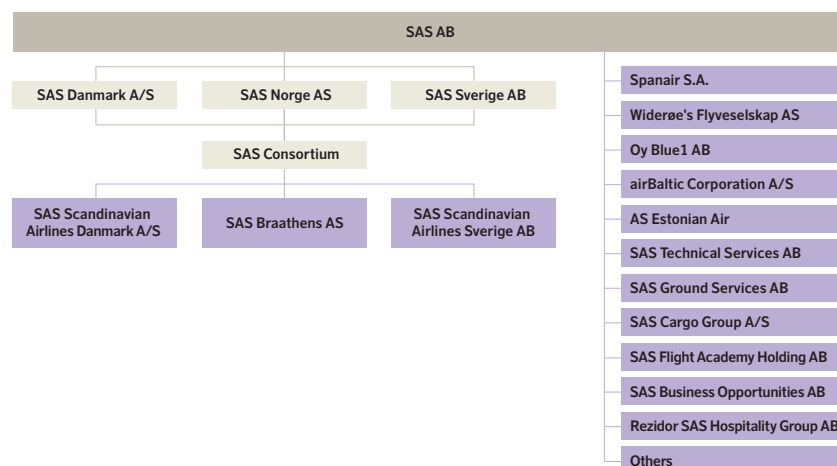 SAS AB
SAS Danmark A/S
SAS Norge AS
SAS Sverige AB
SAS Consortium
SAS Scandinavian
Airlines Danmark A/S
SAS Braathens AS
SAS Scandinavian
Airlines Sverige AB
Spanair S.A.
Widerøe's Flyveselskap AS
Oy Blue1 AB
airBaltic Corporation A/S
AS Estonian Air
SAS Technical Services AB
SAS Ground Services AB
SAS Cargo Group A/S
SAS Flight Academy Holding AB
SAS Business Opportunities AB
Rezidor SAS Hospitality Group AB
Others